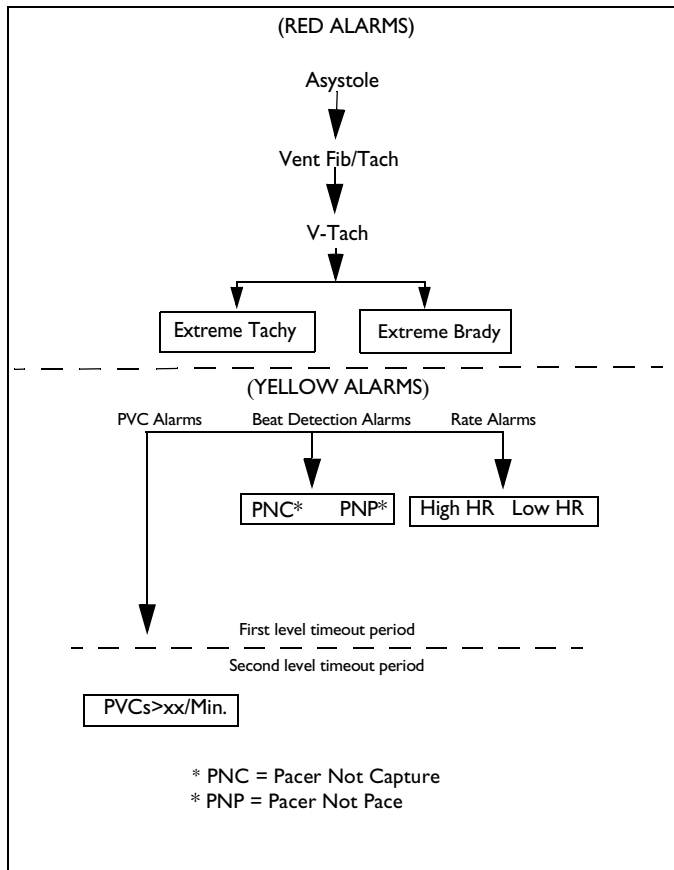 (RED ALARMS)
Asystole
Vent Fib/Tach
V-Tach
Extreme Tachy
Extreme Brady
(YELLOW ALARMS)
PVC Alarms
Beat Detection Alarms
Rate Alarms
PNC* PNP*
High HR Low HR
First level timeout period
Second level timeout period
PVCs>xx/Min.
* PNC = Pacer Not Capture
* PNP = Pacer Not Pace